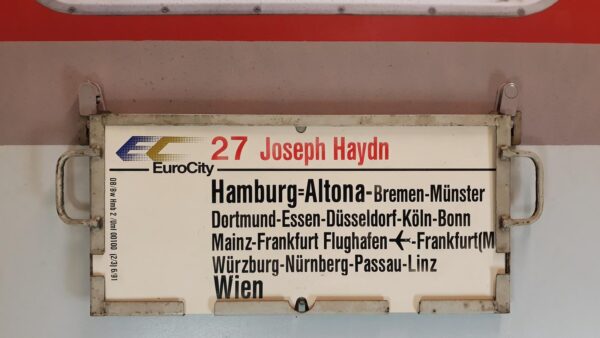 EC
EuroCity
27 Joseph Haydn
Hamburg=Altona-Bremen-Münster
Dortmund-Essen-Düsseldorf-Köln-Bonn
Mainz-Frankfurt Flughafen-Frankfurt(M
Würzburg-Nürnberg-Passau-Linz
Wien